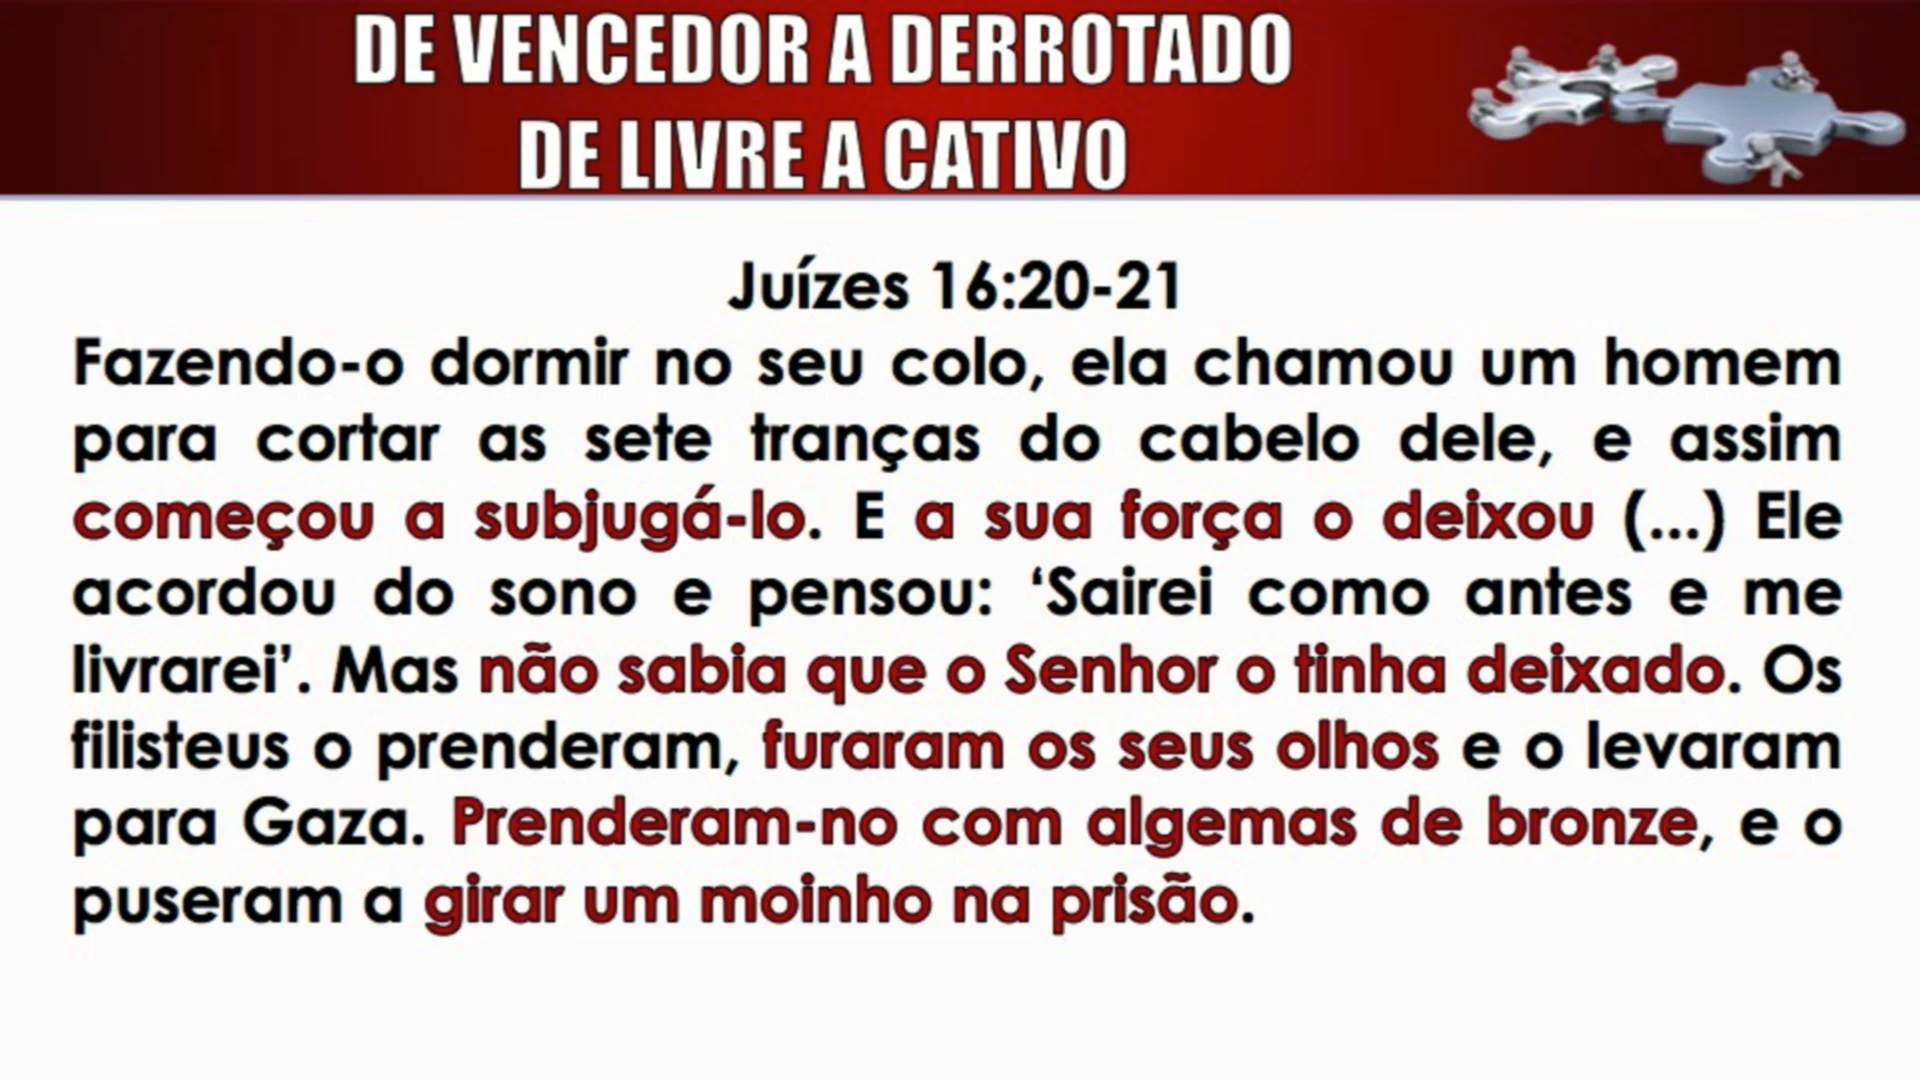 DE VENCEDOR A DERROTADO
DE LIVRE A CATIVO
Juízes 16:20-21
Fazendo-o dormir no seu colo, ela chamou um homem
para cortar as sete tranças do cabelo dele, e assim
começou a subjugá-lo. E a sua força o deixou (...) Ele
acordou do sono e pensou: ‘Sairei como antes e me
livrarei’. Mas não sabia que o Senhor o tinha deixado. Os
filisteus o prenderam, furaram os seus olhos e o levaram
para Gaza. Prenderam-no com algemas de bronze, e o
puseram a girar um moinho na prisão.